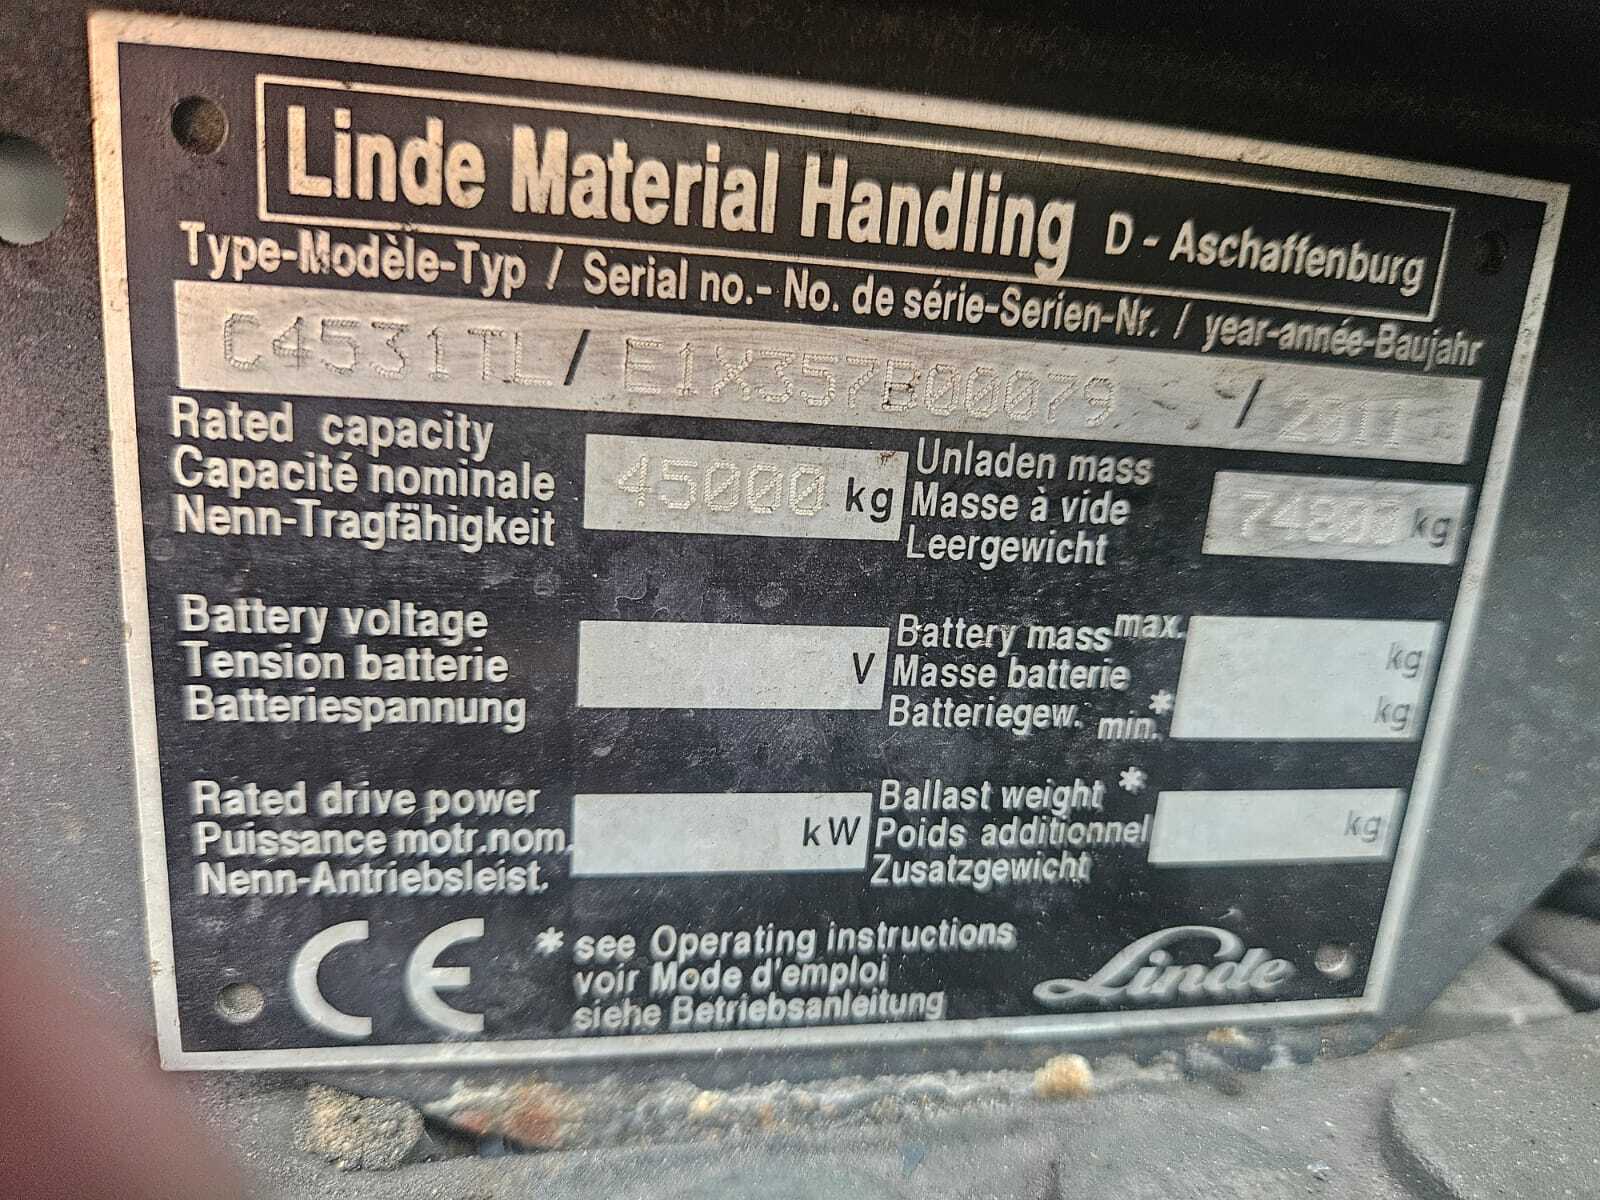 Linde Material Handling D - Aschaffenburg
Type-Modèle-Typ / Serial no.- No. de série-Serien-Nr. / year-année-Baujahr
C4531TL / E1X357B00079 / 2011
Rated capacity
Capacité nominale
Nenn-Tragfähigkeit
45000 kg
Unladen mass
Masse à vide
Leergewicht
74800 kg
Battery voltage
Tension batterie
Batteriespannung
V
Battery mass max. kg
Masse batterie
Batteriegew. min.* kg
Rated drive power
Puissance motr.nom.
Nenn-Antriebsleist.
kW
Ballast weight *
Poids additionnel
Zusatzgewicht
kg
CE
* see Operating instructions
voir Mode d'emploi
siehe Betriebsanleitung
Linde